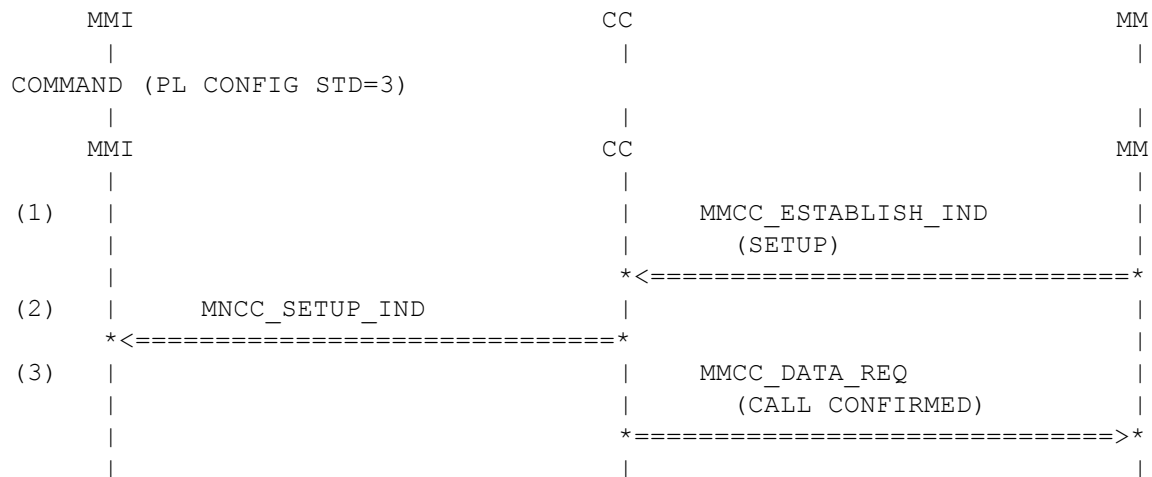 MMI CC MM
| | |
COMMAND (PL CONFIG STD=3)
| | |
MMI CC MM
| | |
(1) | | MMCC_ESTABLISH_IND |
| | (SETUP) |
| *<==============================*
(2) | MNCC_SETUP_IND | |
*<==============================* |
(3) | | MMCC_DATA_REQ |
| | (CALL CONFIRMED) |
| *==============================>*
| | |